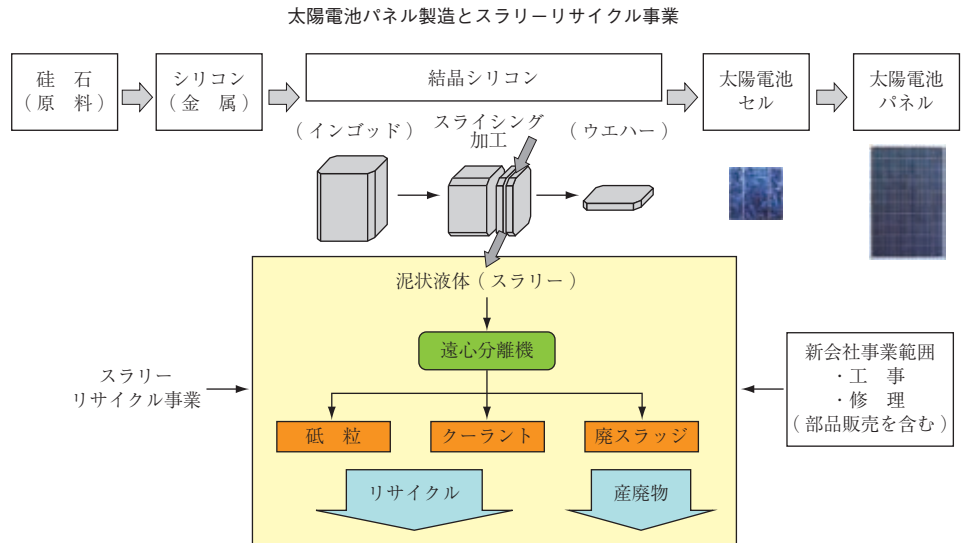 太陽電池パネル製造とスラリーリサイクル事業
硅　石
（原　料）
シリコン
（金　属）
結晶シリコン
太陽電池
セル
太陽電池
パネル
（インゴッド）
スライシング
加工
（ウエハー）
泥状液体（スラリー）
遠心分離機
スラリー
リサイクル事業
新会社事業範囲
・工　事
・修　理
（部品販売を含む）
砥　粒
クーラント
廃スラッジ
リサイクル
産廃物